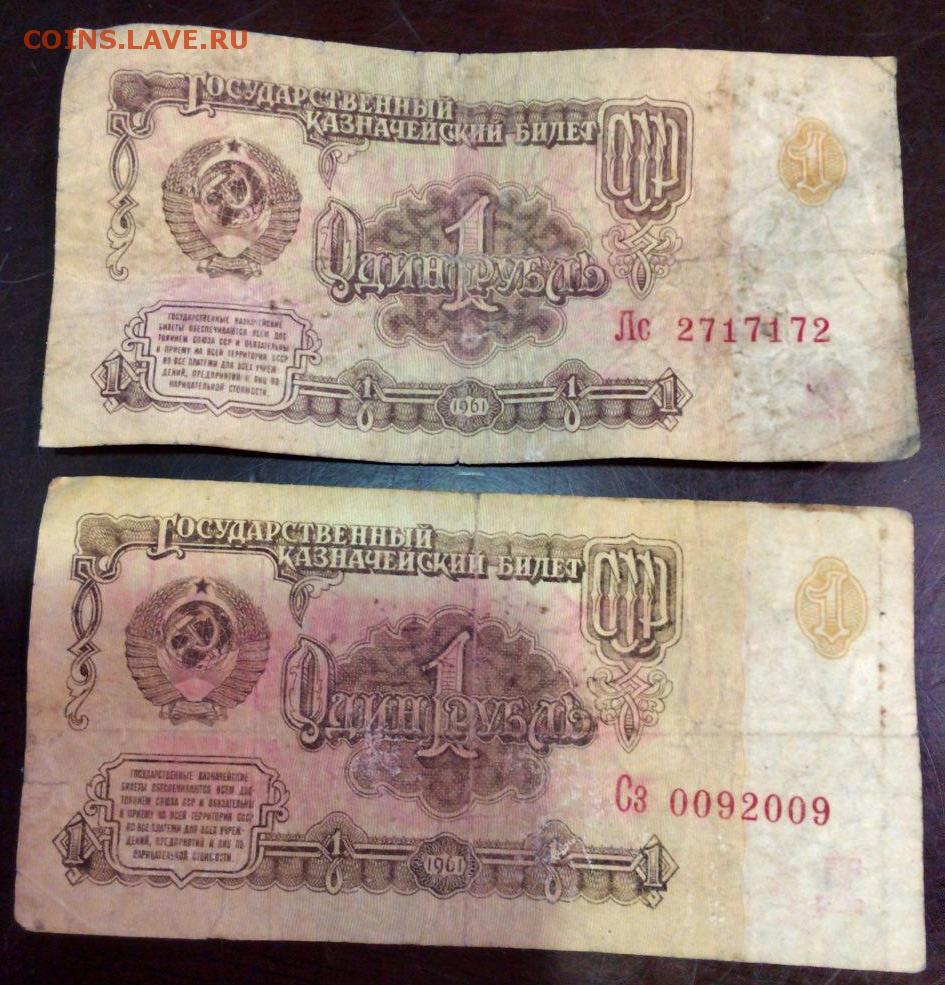 COINS.LAVE.RU
ГОСУДАРСТВЕННЫЙ
КАЗНАЧЕЙСКИЙ БИЛЕТ
СССР
1
1
ОДИН РУБЛЬ
Лс 2717172
ГОСУДАРСТВЕННЫЕ КАЗНАЧЕЙСКИЕ
БИЛЕТЫ ОБЕСПЕЧИВАЮТСЯ ВСЕМ ДОС-
ТОЯНИЕМ СОЮЗА ССР И ОБЯЗАТЕЛЬНЫ
К ПРИЕМУ НА ВСЕЙ ТЕРРИТОРИИ СССР
ВО ВСЕ ПЛАТЕЖИ ДЛЯ ВСЕХ УЧРЕЖ-
ДЕНИЙ, ПРЕДПРИЯТИЙ И ЛИЦ ПО
НАРИЦАТЕЛЬНОЙ СТОИМОСТИ.
1 1 1961 1 1
ГОСУДАРСТВЕННЫЙ
КАЗНАЧЕЙСКИЙ БИЛЕТ
СССР
1
1
ОДИН РУБЛЬ
Сз 0092009
ГОСУДАРСТВЕННЫЕ КАЗНАЧЕЙСКИЕ
БИЛЕТЫ ОБЕСПЕЧИВАЮТСЯ ВСЕМ ДОС-
ТОЯНИЕМ СОЮЗА ССР И ОБЯЗАТЕЛЬНЫ
К ПРИЕМУ НА ВСЕЙ ТЕРРИТОРИИ СССР
ВО ВСЕ ПЛАТЕЖИ ДЛЯ ВСЕХ УЧРЕЖ-
ДЕНИЙ, ПРЕДПРИЯТИЙ И ЛИЦ ПО
НАРИЦАТЕЛЬНОЙ СТОИМОСТИ.
1 1 1961 1 1